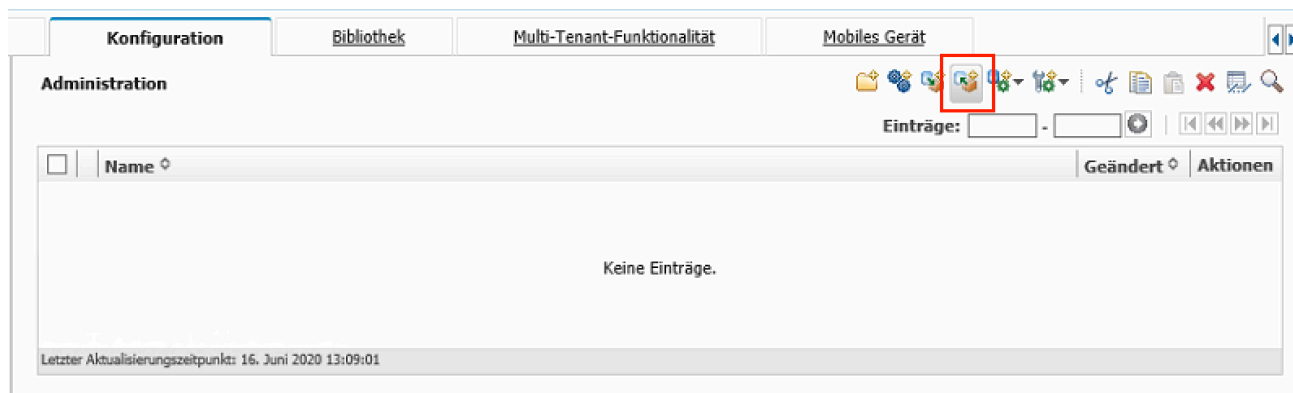 Konfiguration Bibliothek Multi-Tenant-Funktionalität Mobiles Gerät
Administration
Einträge: -
Name Geändert Aktionen
Keine Einträge.
Letzter Aktualisierungszeitpunkt: 16. Juni 2020 13:09:01